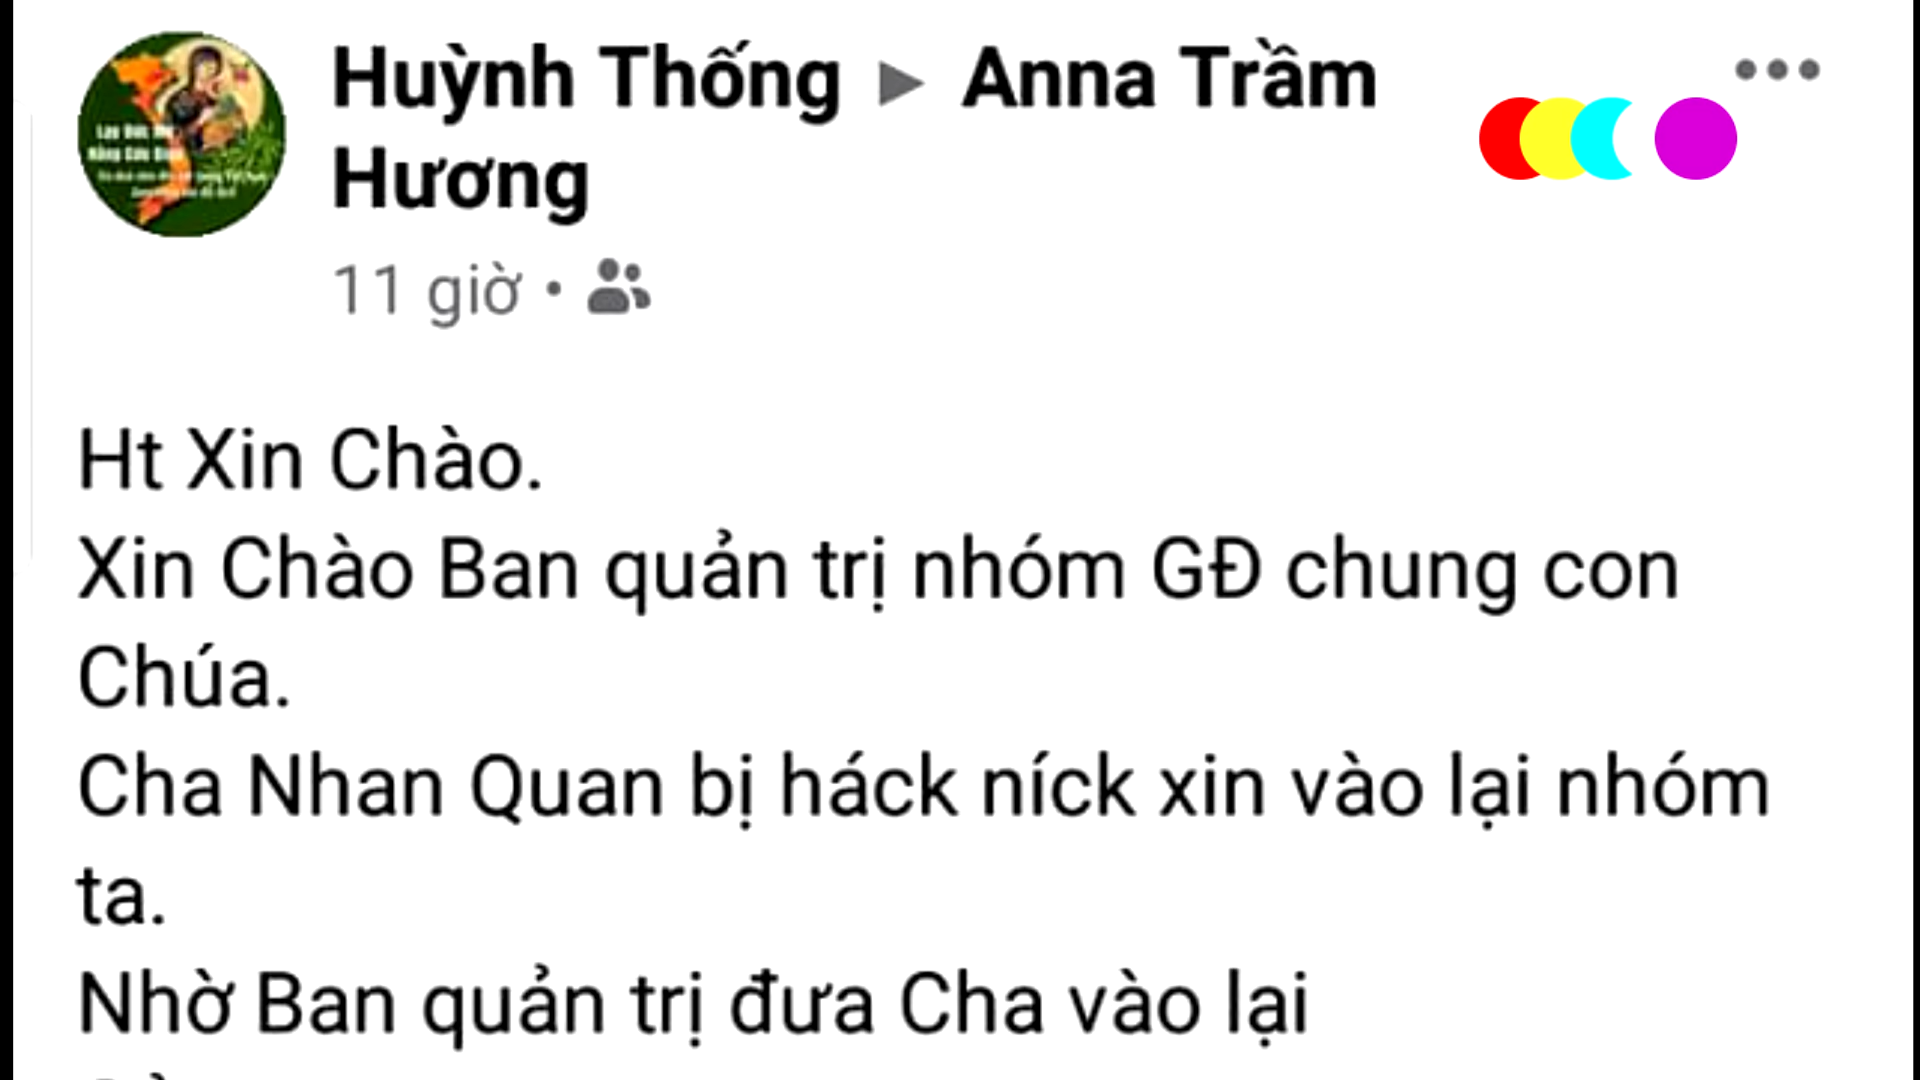 Huỳnh Thống ▸ Anna Trầm
Hương
11 giờ •
Ht Xin Chào.
Xin Chào Ban quản trị nhóm GĐ chung con
Chúa.
Cha Nhan Quan bị háck níck xin vào lại nhóm
ta.
Nhờ Ban quản trị đưa Cha vào lại